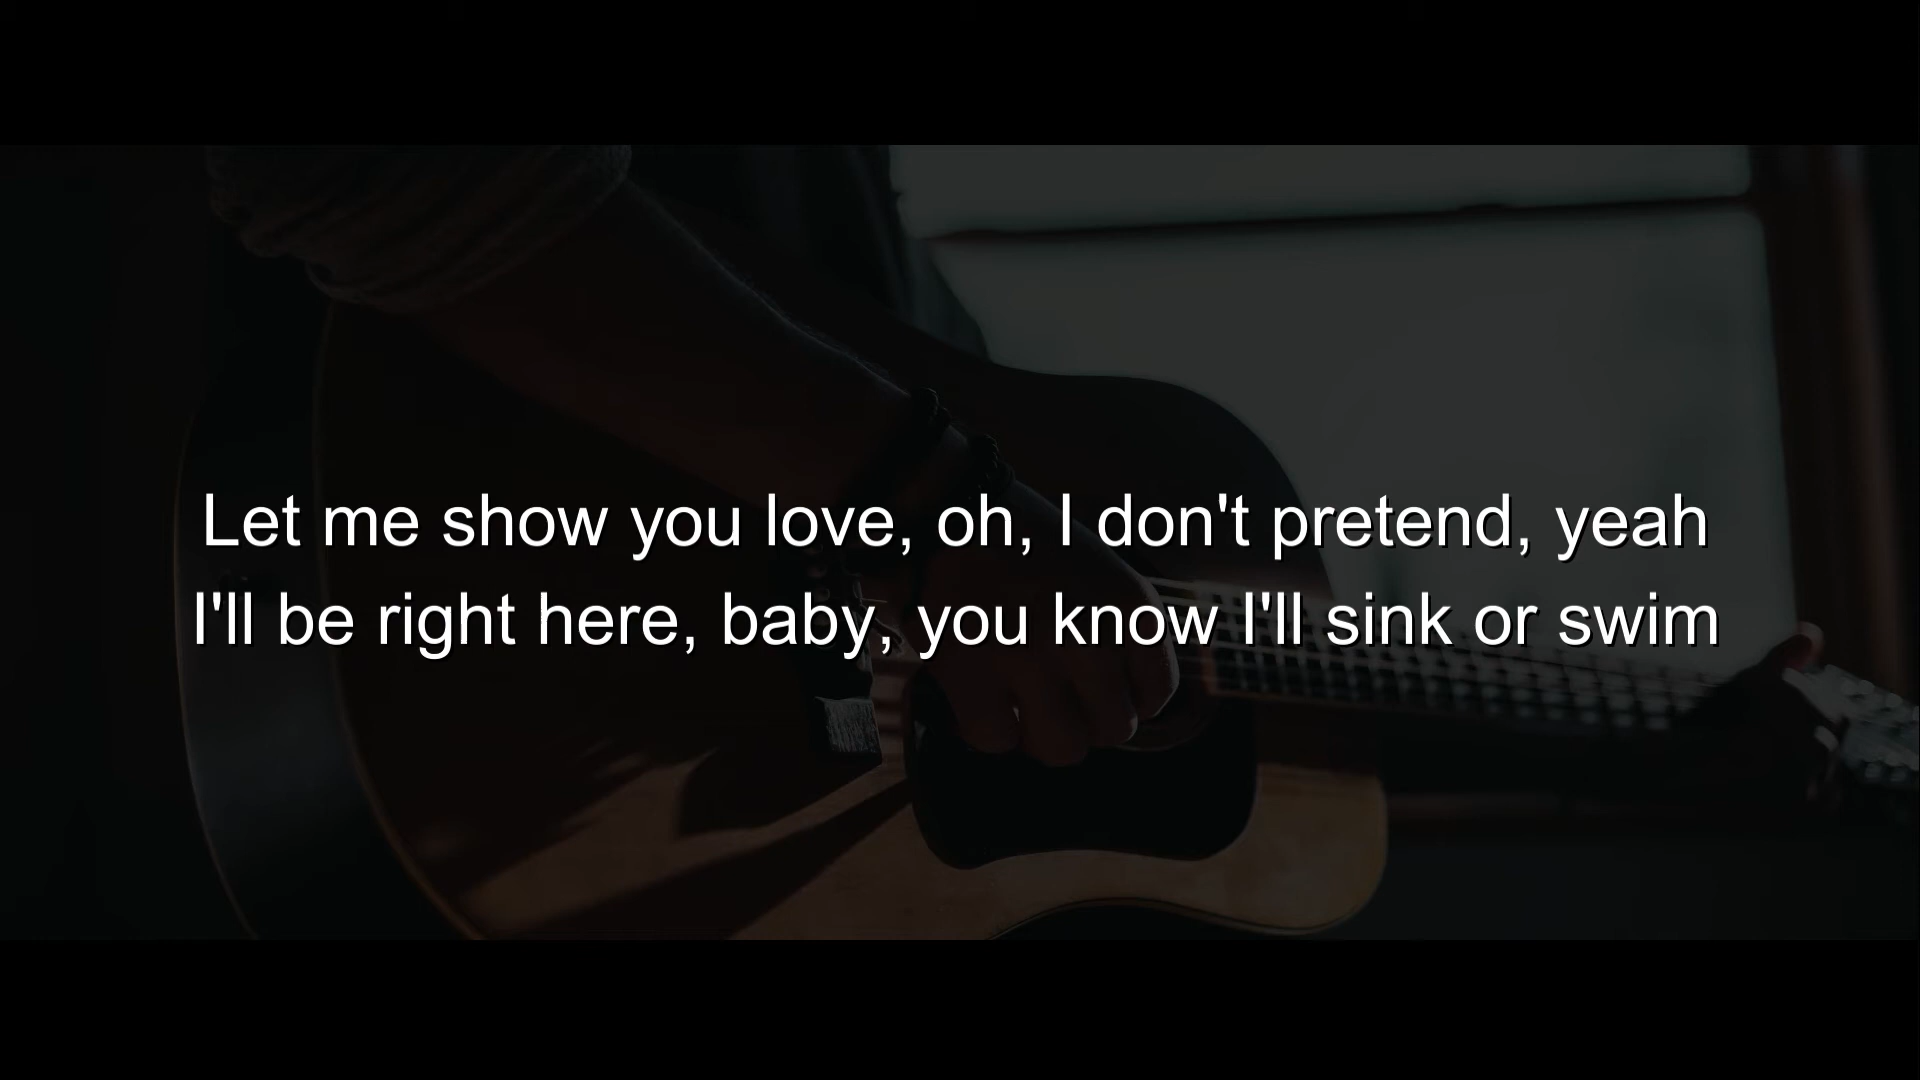 Let me show you love, oh, I don't pretend, yeah
I'll be right here, baby, you know I'll sink or swim